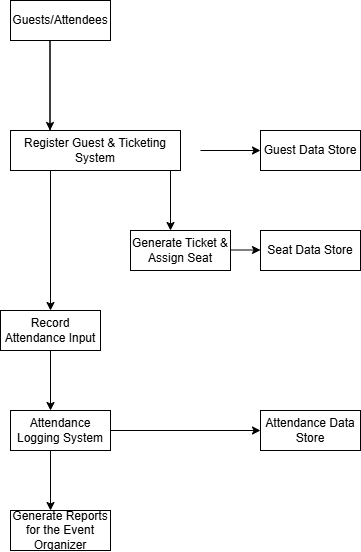 Guests/Attendees
Register Guest & Ticketing
System
Guest Data Store
Generate Ticket &
Assign Seat
Seat Data Store
Record
Attendance Input
Attendance
Logging System
Attendance Data
Store
Generate Reports
for the Event
Organizer